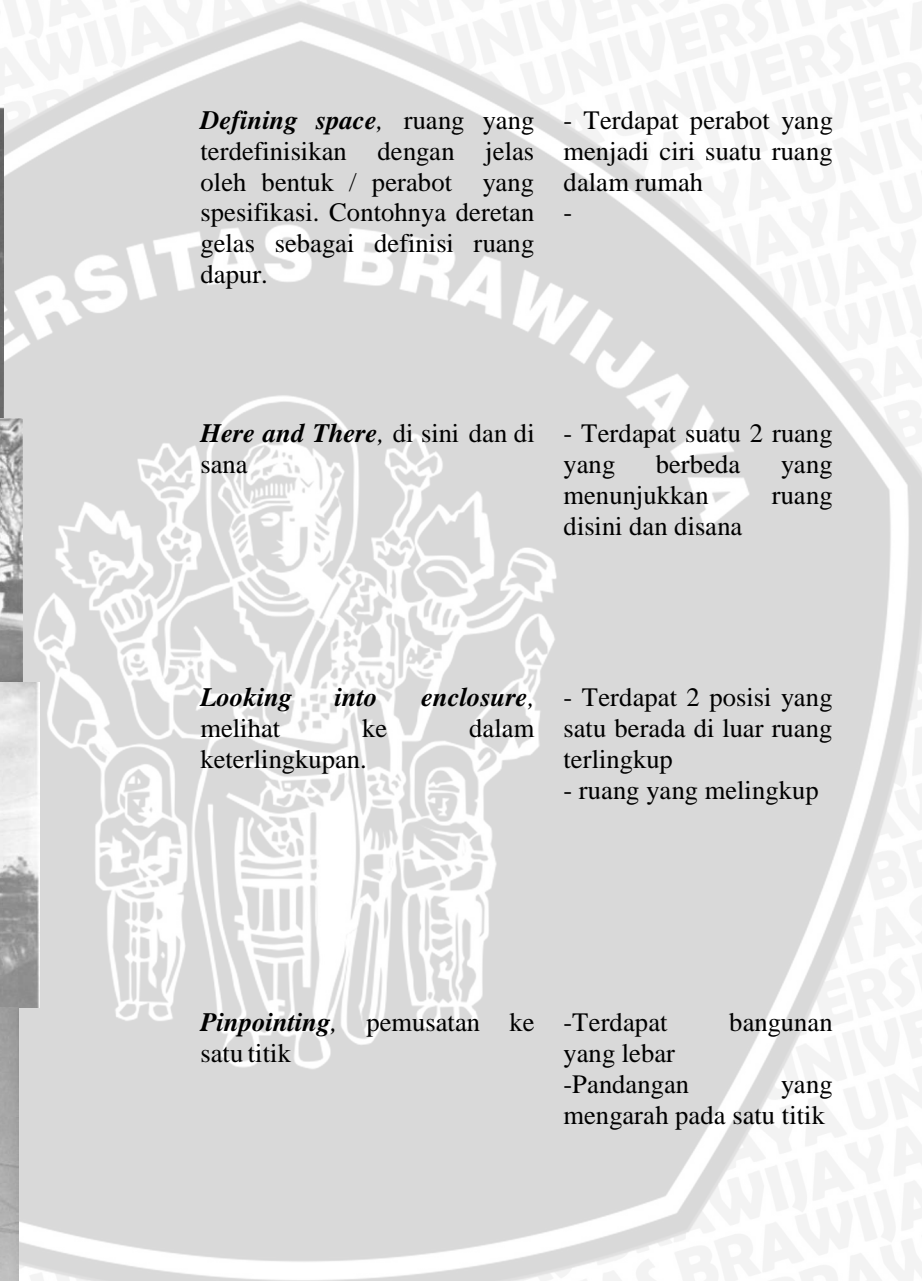 Defining space, ruang yang
terdefinisikan dengan jelas
oleh bentuk / perabot yang
spesifikasi. Contohnya deretan
gelas sebagai definisi ruang
dapur.
- Terdapat perabot yang
menjadi ciri suatu ruang
dalam rumah
-
Here and There, di sini dan di
sana
- Terdapat suatu 2 ruang
yang berbeda yang
menunjukkan ruang
disini dan disana
Looking into enclosure,
melihat ke dalam
keterlingkupan.
- Terdapat 2 posisi yang
satu berada di luar ruang
terlingkup
- ruang yang melingkup
Pinpointing, pemusatan ke
satu titik
-Terdapat bangunan
yang lebar
-Pandangan yang
mengarah pada satu titik
ERSITAS BRAWIJAYA